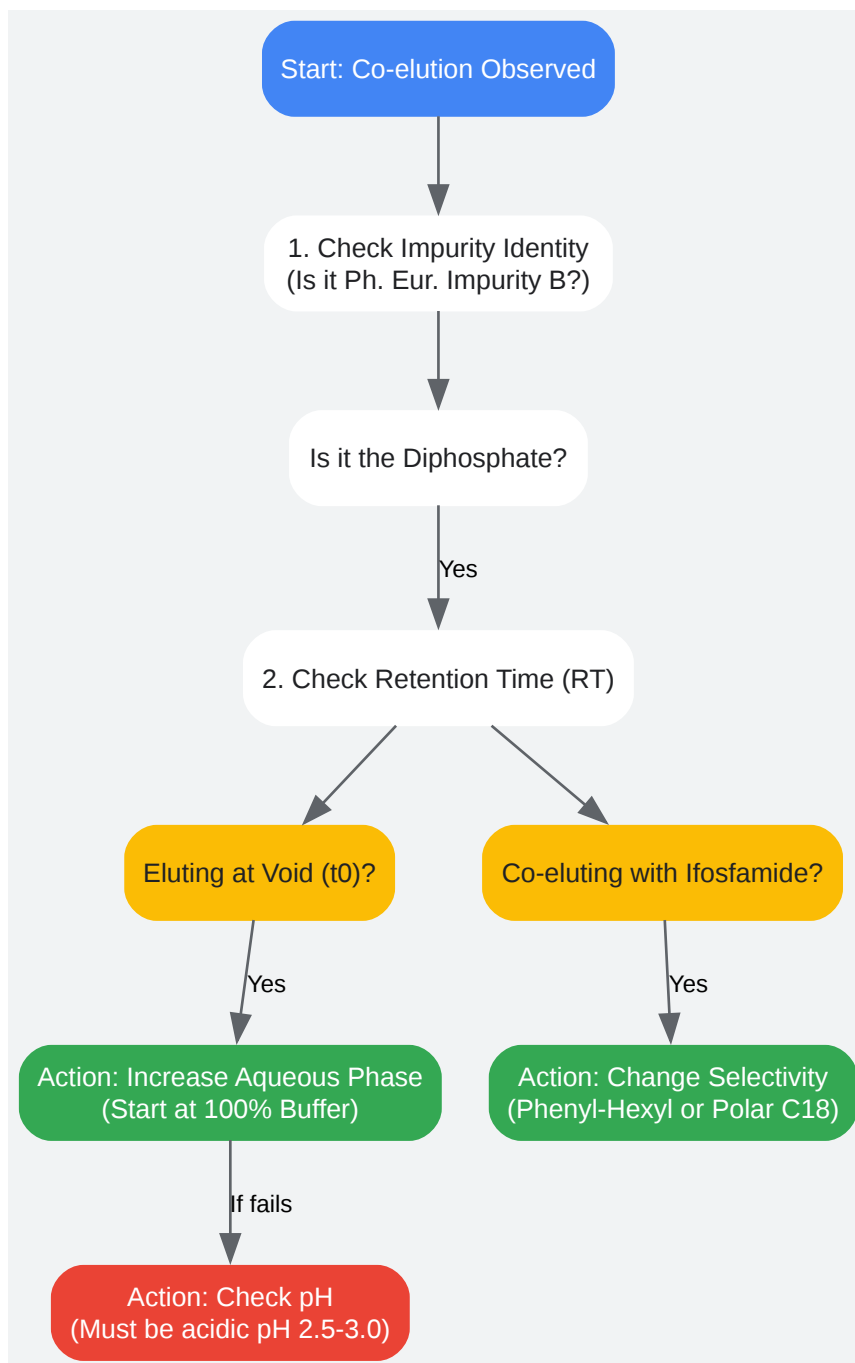 Start: Co-elution Observed
1. Check Impurity Identity
(Is it Ph. Eur. Impurity B?)
Is it the Diphosphate?
Yes
2. Check Retention Time (RT)
Eluting at Void (t0)?
Co-eluting with Ifosfamide?
Yes
Yes
Action: Increase Aqueous Phase
(Start at 100% Buffer)
Action: Change Selectivity
(Phenyl-Hexyl or Polar C18)
If fails
Action: Check pH
(Must be acidic pH 2.5-3.0)